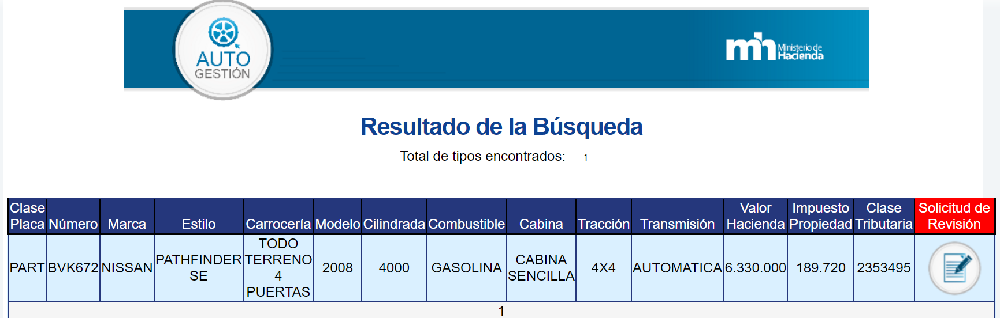 AUTO
GESTIÓN
Ministerio de
Hacienda
Resultado de la Búsqueda
Total de tipos encontrados: 1
Clase Placa Número Marca Estilo Carrocería Modelo Cilindrada Combustible Cabina Tracción Transmisión Valor Hacienda Impuesto Propiedad Clase Tributaria Solicitud de Revisión
PART BVK672 NISSAN PATHFINDER SE TODO TERRENO 4 PUERTAS 2008 4000 GASOLINA CABINA SENCILLA 4X4 AUTOMATICA 6.330.000 189.720 2353495
1